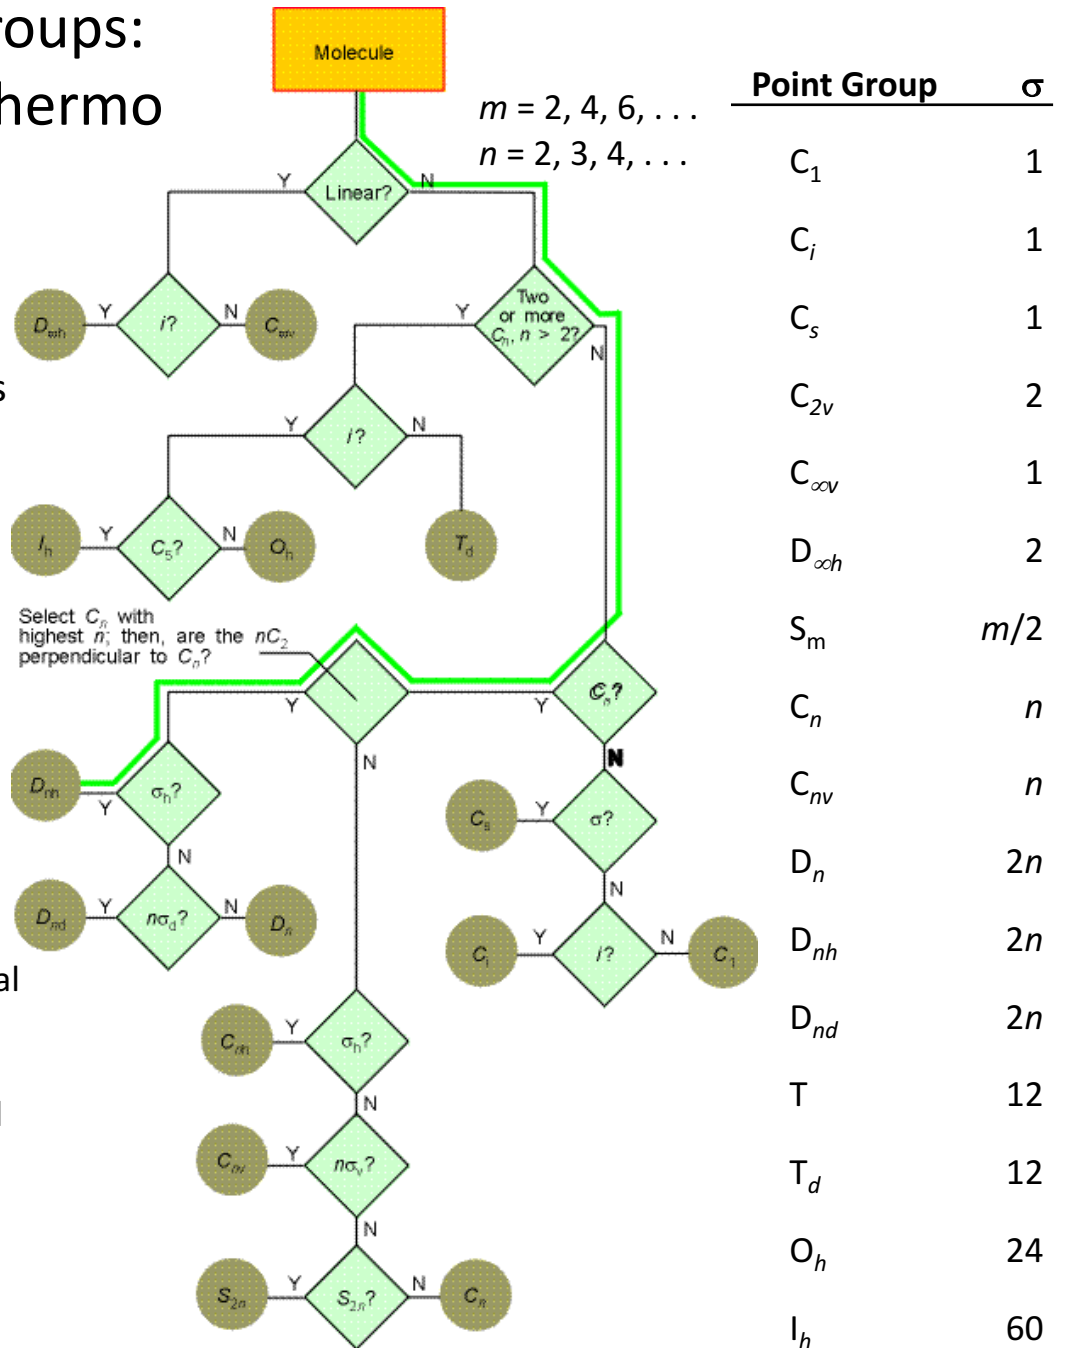 roups:
hermo
Molecule
m = 2, 4, 6, . . .
n = 2, 3, 4, . . .
Y
Linear?
N
D∞h
Y
i?
N
C∞v
Y
Two
or more
Cn, n > 2?
N
s
Y
i?
N
Ih
Y
C5?
N
Oh
Td
Select Cn with
highest n; then, are the nC2
perpendicular to Cn?
Y
N
Y
Cn?
N
Dnh
Y
σh?
N
Cs
Y
σ?
N
Dnd
Y
nσd?
N
Dn
Ci
Y
i?
N
C1
al
Cnh
Y
σh?
N
Cnv
Y
nσv?
N
S2n
Y
S2n?
N
Cn
Point Group σ
C1 1
Ci 1
Cs 1
C2v 2
C∞v 1
D∞h 2
Sm m/2
Cn n
Cnv n
Dn 2n
Dnh 2n
Dnd 2n
T 12
Td 12
Oh 24
Ih 60